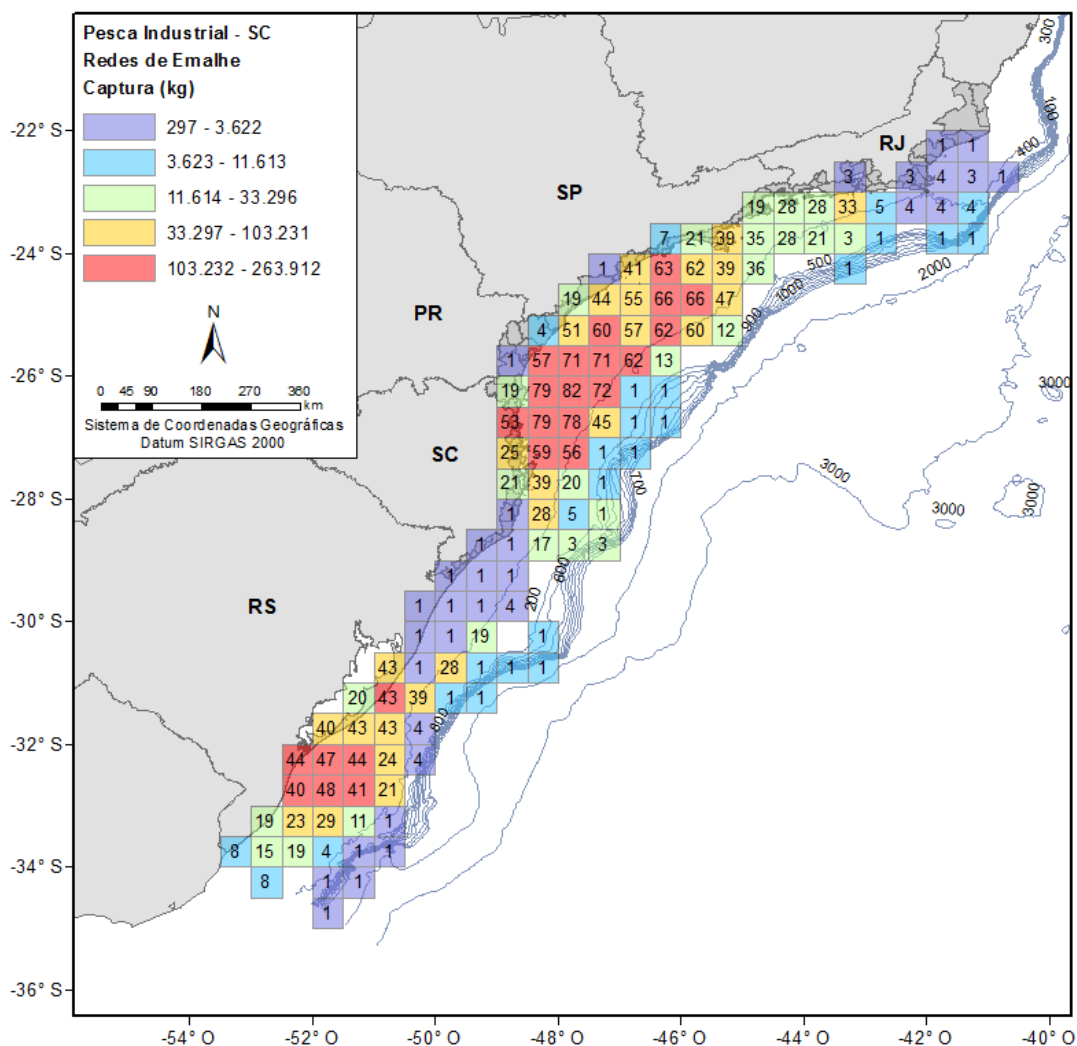 Pesca Industrial - SC
Redes de Emalhe
Captura (kg)
297 - 3.622
3.623 - 11.613
11.614 - 33.296
33.297 - 103.231
103.232 - 263.912
N
0 45 90 180 270 360
km
Sistema de Coordenadas Geográficas
Datum SIRGAS 2000
300
100
400
RJ
SP
PR
SC
RS
-22° S
-24° S
-26° S
-28° S
-30° S
-32° S
-34° S
-36° S
1 1
3 3 4 3 1
19 28 28 33 5 4 4 4
7 21 39 35 28 21 3 1 1 1
1 41 63 62 39 36 1
19 44 55 66 66 47
4 51 60 57 62 60 12
1 57 71 71 62 13
19 79 82 72 1 1
53 79 78 45 1 1
25 59 56 1 1
21 39 20 1
1 28 5 1
1 1 17 3 3
1 1 1
1 1 1 4
1 1 19 1
43 1 28 1 1 1
20 43 39 1 1
40 43 43 4
44 47 44 24 4
40 48 41 21
19 23 29 11 1
8 15 19 4 1 1
8 1 1
1
500
2000
1000
900
3000
700
3000
3000
3000
600
200
800
-54° O
-52° O
-50° O
-48° O
-46° O
-44° O
-42° O
-40° O